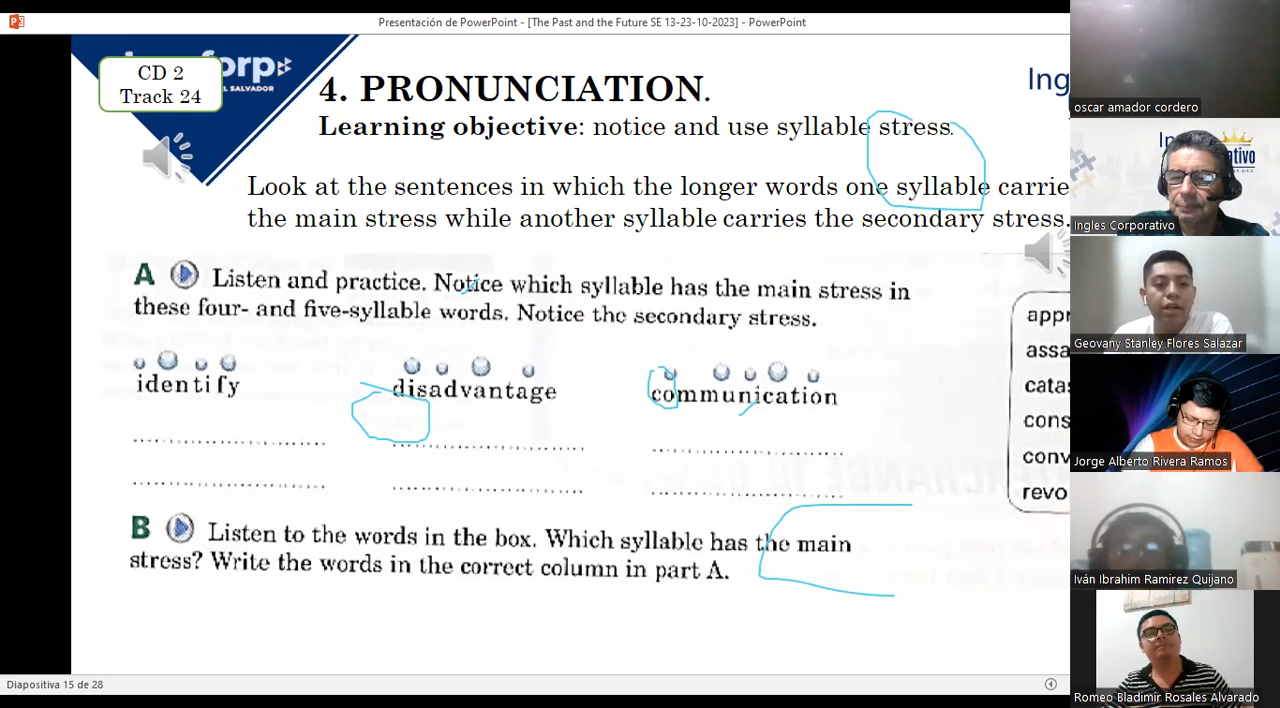 Presentación de PowerPoint - [The Past and the Future SE 13-23-10-2023] - PowerPoint
CD 2
Track 24
orp
EL SALVADOR
4. PRONUNCIATION.
Ing
Learning objective: notice and use syllable stress.
Look at the sentences in which the longer words one syllable carrie
the main stress while another syllable carries the secondary stress.
A Listen and practice. Notice which syllable has the main stress in
these four- and five-syllable words. Notice the secondary stress.
identify disadvantage communication
appr
assa
cata
cons
conv
revo
B Listen to the words in the box. Which syllable has the main
stress? Write the words in the correct column in part A.
Diapositiva 15 de 28
oscar amador cordero
Ingles Corporativo
Geovany Stanley Flores Salazar
Jorge Alberto Rivera Ramos
Iván Ibrahim Ramirez Quijano
Romeo Bladimir Rosales Alvarado